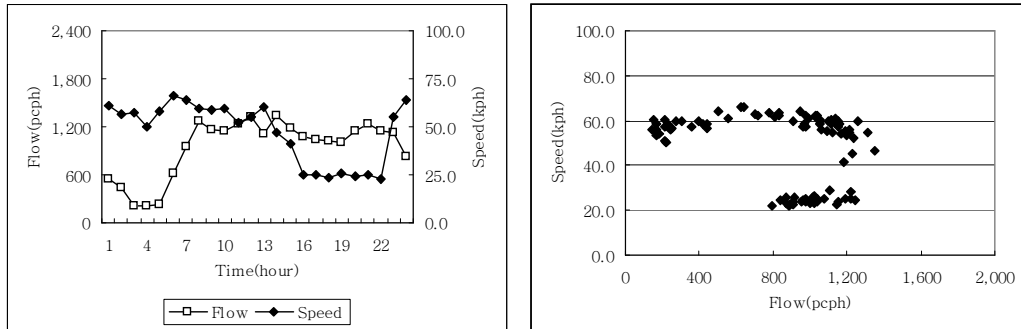 2,400
1,800
1,200
600
0
Flow(pcph)
100.0
75.0
50.0
25.0
0.0
Speed(kph)
1 4 7 10 13 16 19 22
Time(hour)
Flow Speed
100.0
80.0
60.0
40.0
20.0
0.0
Speed(kph)
0 400 800 1,200 1,600 2,000
Flow(pcph)